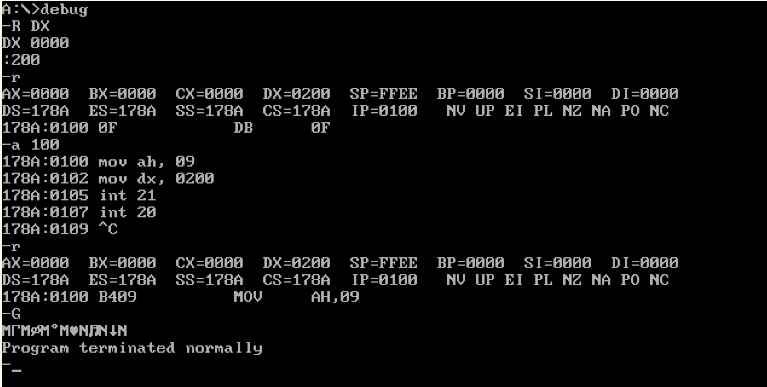 A:\>debug
-R DX
DX 0000
:200
-r
AX=0000  BX=0000  CX=0000  DX=0200  SP=FFEE  BP=0000  SI=0000  DI=0000
DS=178A  ES=178A  SS=178A  CS=178A  IP=0100   NV UP EI PL NZ NA PO NC
178A:0100 0F            DB      0F
-a 100
178A:0100 mov ah, 09
178A:0102 mov dx, 0200
178A:0105 int 21
178A:0107 int 20
178A:0109 ^C
-r
AX=0000  BX=0000  CX=0000  DX=0200  SP=FFEE  BP=0000  SI=0000  DI=0000
DS=178A  ES=178A  SS=178A  CS=178A  IP=0100   NV UP EI PL NZ NA PO NC
178A:0100 B409          MOV     AH,09
-G
Program terminated normally
-_